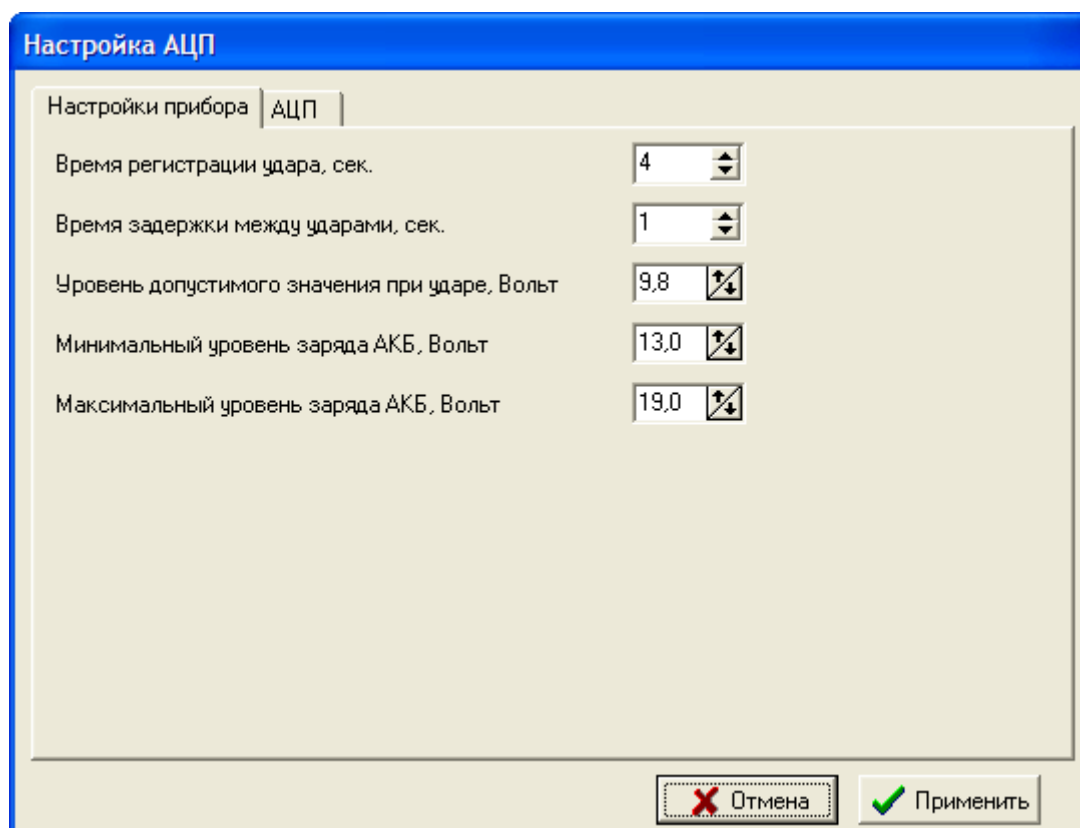 Настройка АЦП
Настройки прибора АЦП
Время регистрации удара, сек. 4
Время задержки между ударами, сек. 1
Уровень допустимого значения при ударе, Вольт 9,8
Минимальный уровень заряда АКБ, Вольт 13,0
Максимальный уровень заряда АКБ, Вольт 19,0
Отмена Применить